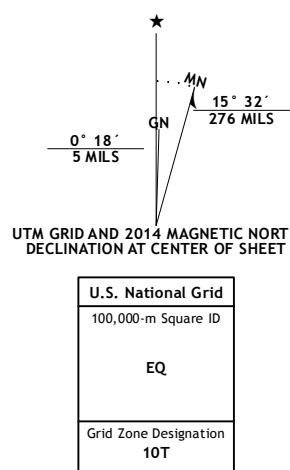 ★
MN
GN
15° 32´
276 MILS
0° 18´
5 MILS
UTM GRID AND 2014 MAGNETIC NORT
DECLINATION AT CENTER OF SHEET
U.S. National Grid
100,000-m Square ID
EQ
Grid Zone Designation
10T